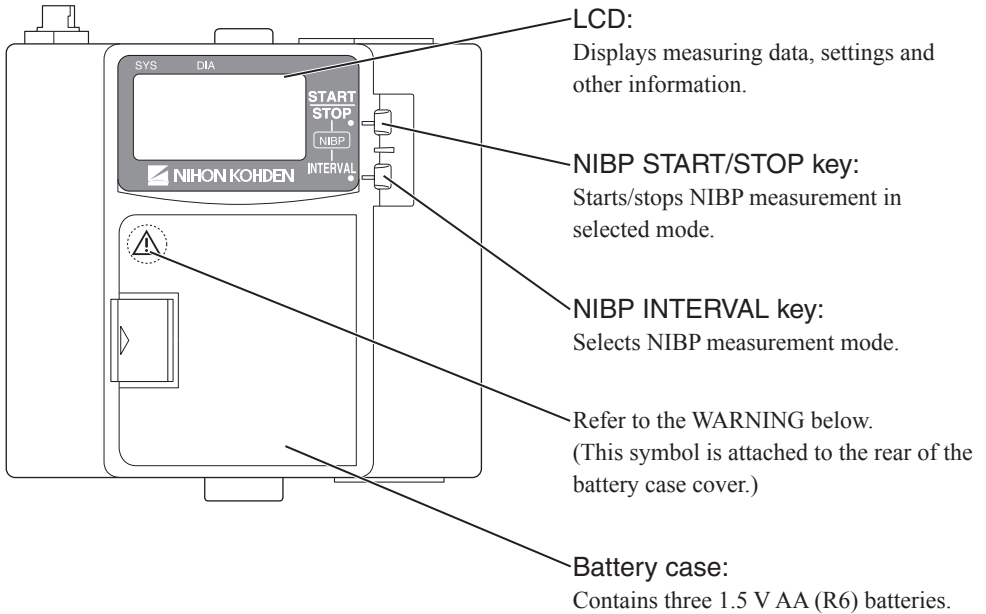 SYS DIA
START
STOP
NIBP
INTERVAL
NIHON KOHDEN
LCD:
Displays measuring data, settings and
other information.
NIBP START/STOP key:
Starts/stops NIBP measurement in
selected mode.
NIBP INTERVAL key:
Selects NIBP measurement mode.
Refer to the WARNING below.
(This symbol is attached to the rear of the
battery case cover.)
Battery case:
Contains three 1.5 V AA (R6) batteries.